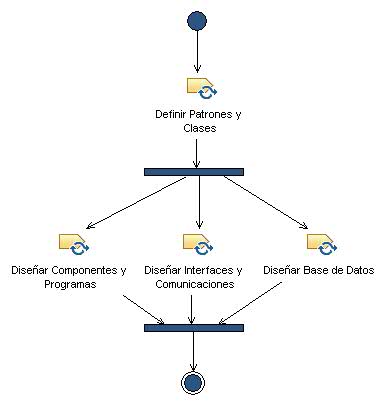 Definir Patrones y
Clases
Diseñar Componentes y
Programas
Diseñar Interfaces y
Comunicaciones
Diseñar Base de Datos